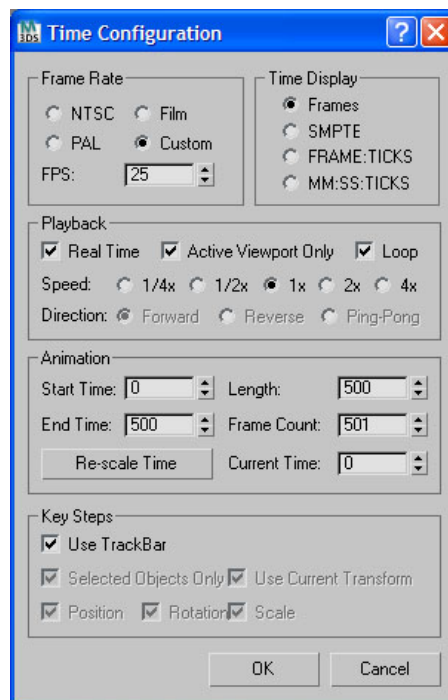 M
3DS
Time Configuration
Frame Rate
NTSC Film
PAL Custom
FPS: 25
Time Display
Frames
SMPTE
FRAME:TICKS
MM:SS:TICKS
Playback
Real Time Active Viewport Only Loop
Speed: 1/4x 1/2x 1x 2x 4x
Direction: Forward Reverse Ping-Pong
Animation
Start Time: 0 Length: 500
End Time: 500 Frame Count: 501
Re-scale Time Current Time: 0
Key Steps
Use TrackBar
Selected Objects Only Use Current Transform
Position Rotation Scale
OK Cancel